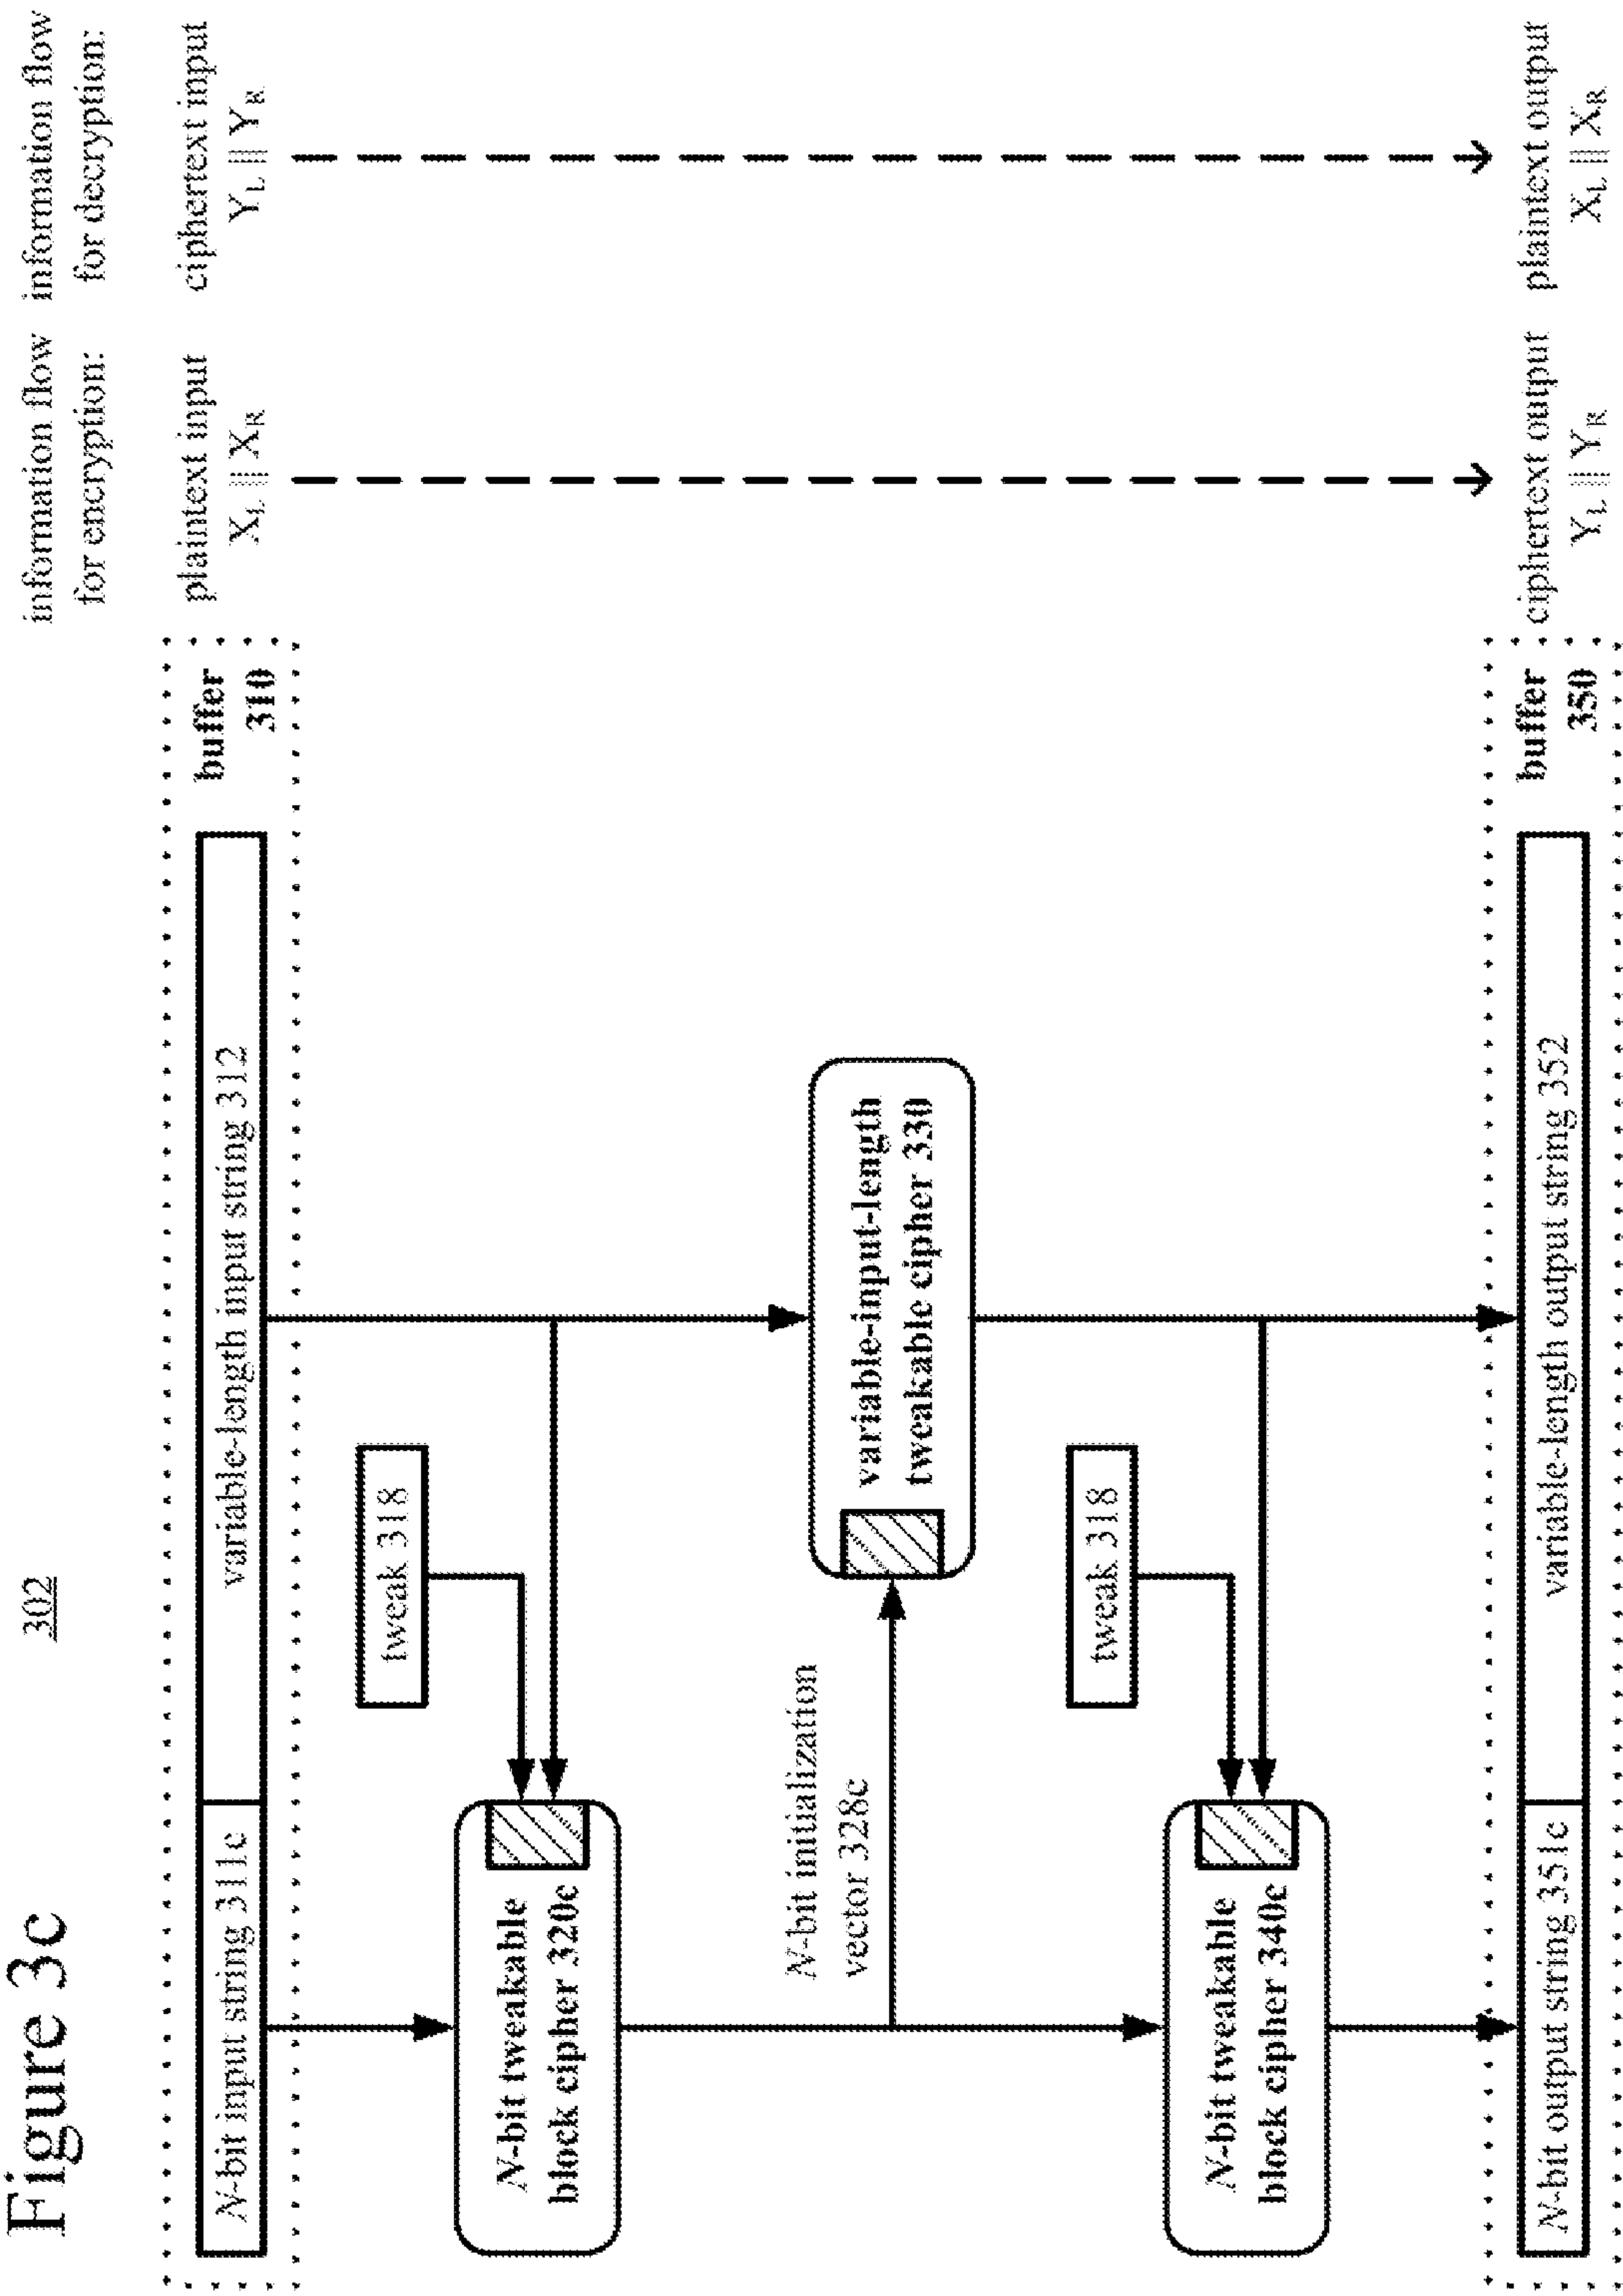 Figure 3c
302
information flow
for encryption:
information flow
for decryption:
N-bit input string 311c
variable-length input string 312
buffer
310
plaintext input
X_L || X_R
ciphertext input
Y_L || Y_R
tweak 318
N-bit tweakable
block cipher 320c
N-bit initialization
vector 328c
variable-input-length
tweakable cipher 330
tweak 318
N-bit tweakable
block cipher 340c
N-bit output string 351c
variable-length output string 352
buffer
350
ciphertext output
Y_L || Y_R
plaintext output
X_L || X_R